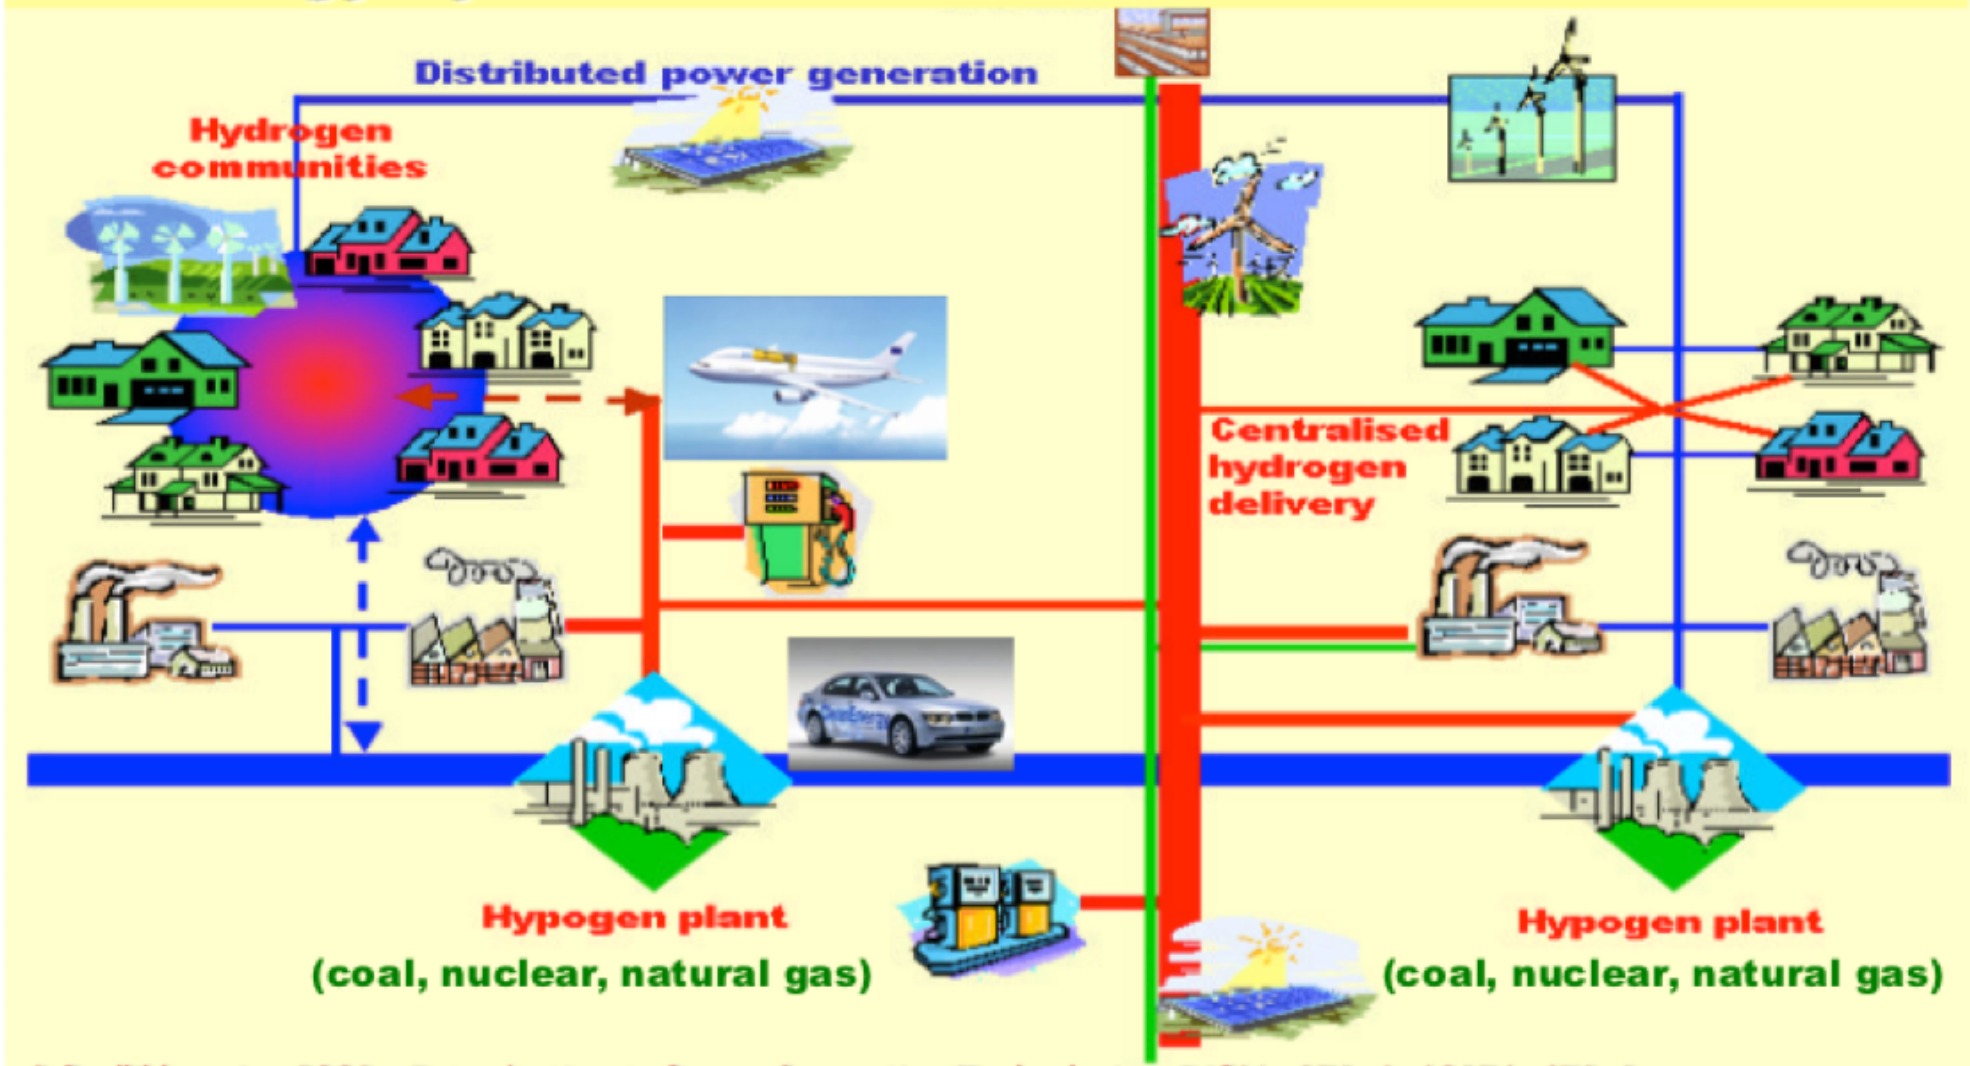 Distributed power generation
Hydrogen
communities
Centralised
hydrogen
delivery
CleanEnergy
Hypogen plant
(coal, nuclear, natural gas)
Hypogen plant
(coal, nuclear, natural gas)